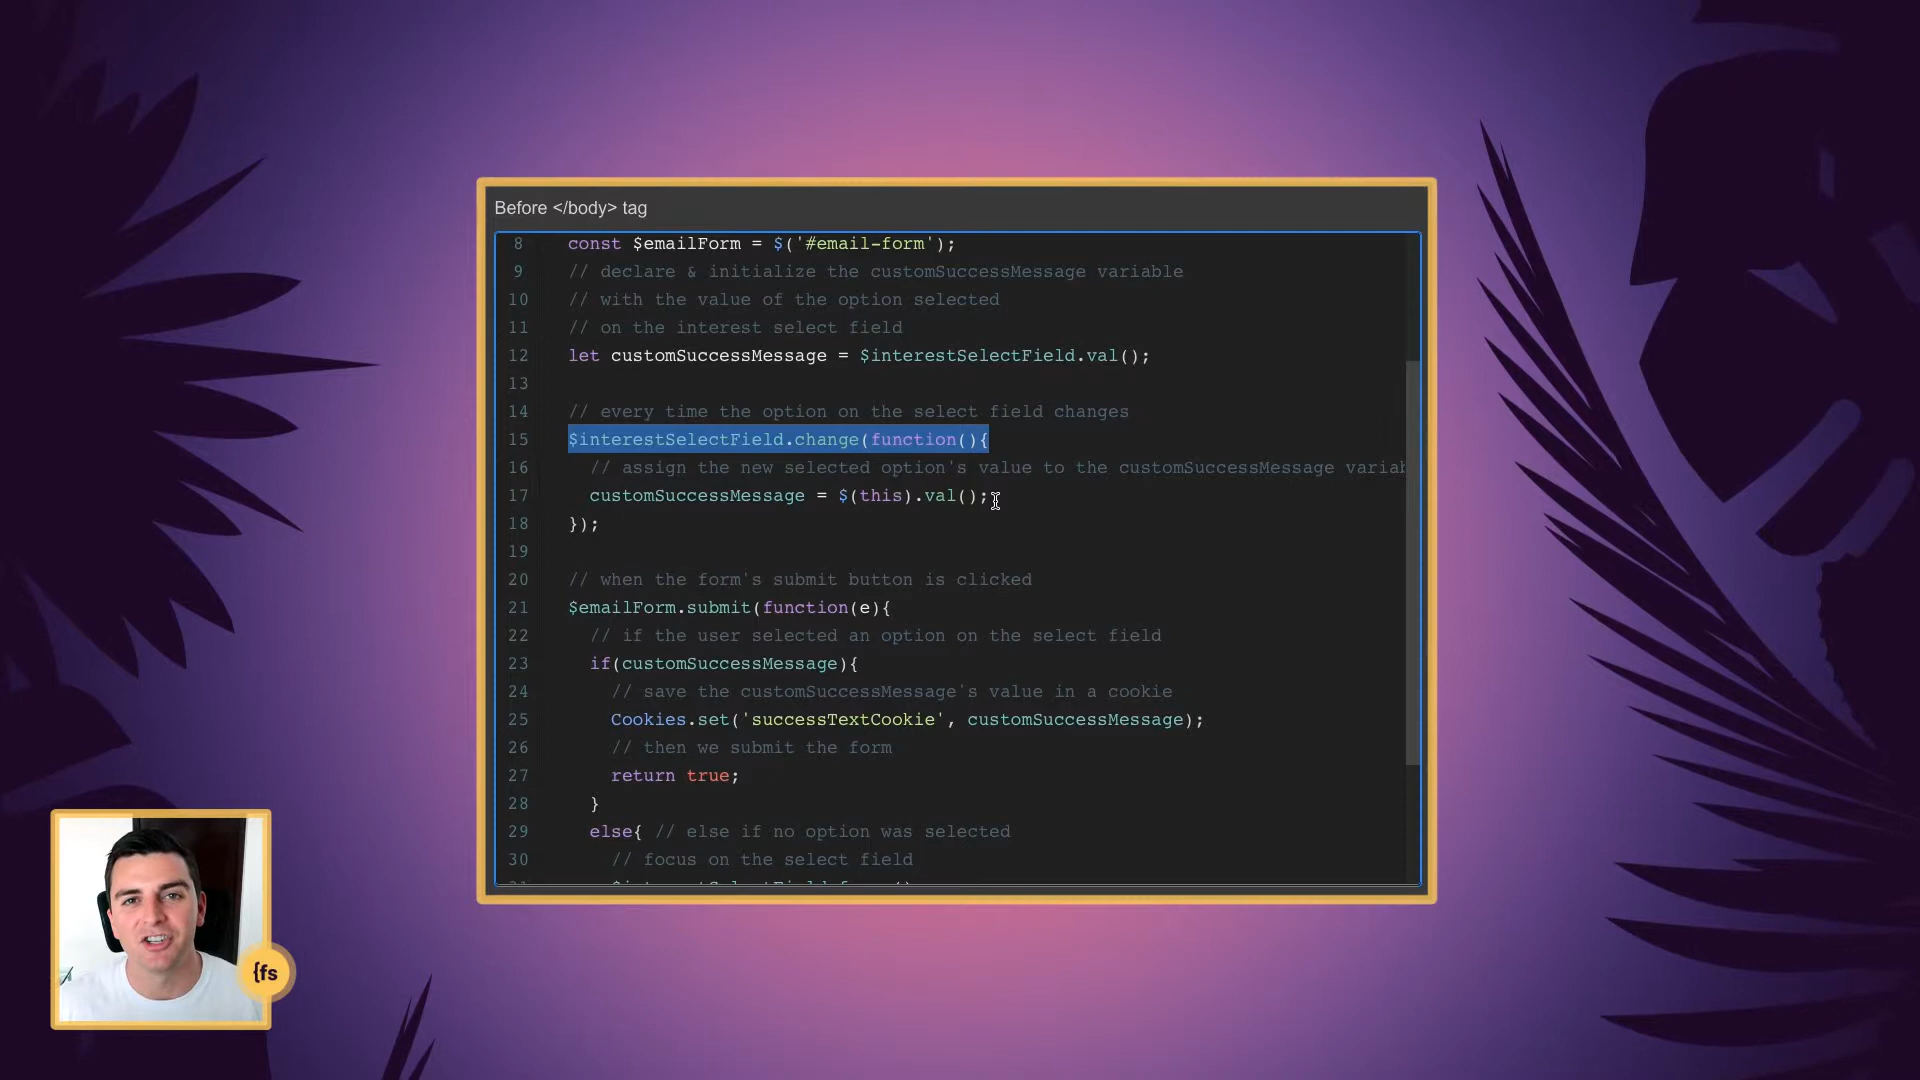 Before </body> tag
8 const $emailForm = $('#email-form');
9 // declare & initialize the customSuccessMessage variable
10 // with the value of the option selected
11 // on the interest select field
12 let customSuccessMessage = $interestSelectField.val();
13
14 // every time the option on the select field changes
15 $interestSelectField.change(function(){
16 // assign the new selected option's value to the customSuccessMessage
17 customSuccessMessage = $(this).val();
18 });
19
20 // when the form's submit button is clicked
21 $emailForm.submit(function(e){
22 // if the user selected an option on the select field
23 if(customSuccessMessage){
24 // save the customSuccessMessage's value in a cookie
25 Cookies.set('successTextCookie', customSuccessMessage);
26 // then we submit the form
27 return true;
28 }
29 else{ // else if no option was selected
30 // focus on the select field
{fs